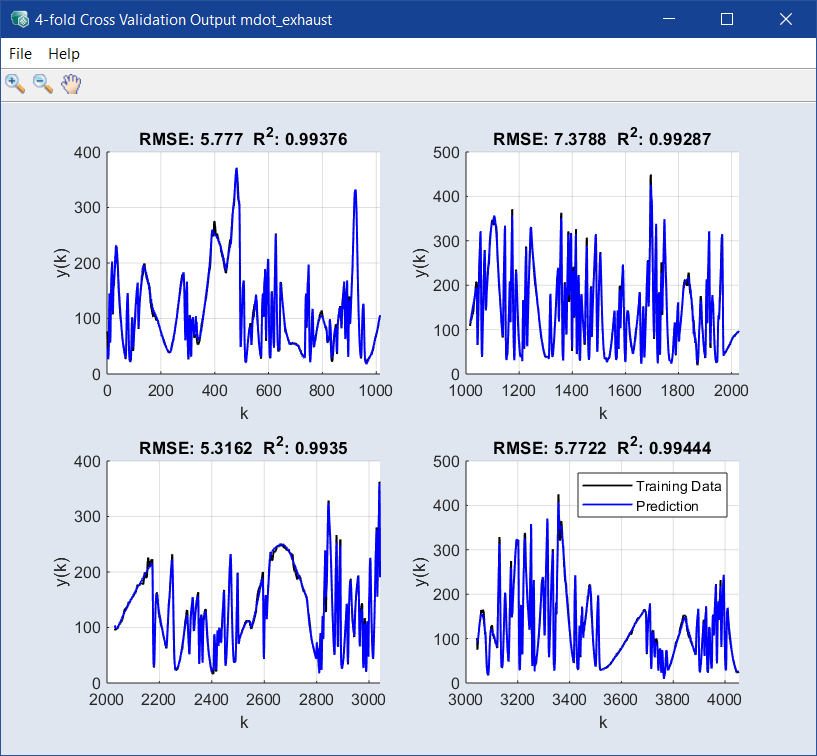 4-fold Cross Validation Output mdot_exhaust
File Help
RMSE: 5.777 R²: 0.99376
400
300
200
100
0
y(k)
0 200 400 600 800 1000
k
RMSE: 7.3788 R²: 0.99287
500
400
300
200
100
0
y(k)
1000 1200 1400 1600 1800 2000
k
RMSE: 5.3162 R²: 0.9935
400
300
200
100
0
y(k)
2000 2200 2400 2600 2800 3000
k
RMSE: 5.7722 R²: 0.99444
500
400
300
200
100
0
y(k)
Training Data
Prediction
3000 3200 3400 3600 3800 4000
k